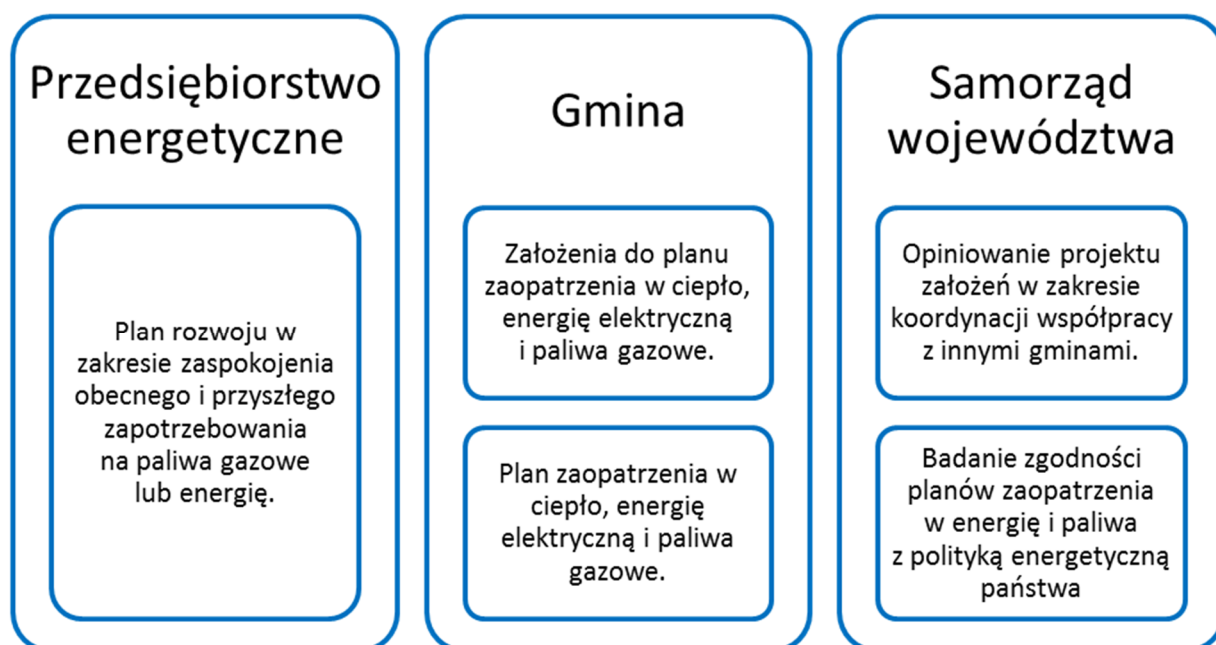 Przedsiębiorstwo
energetyczne
Plan rozwoju w
zakresie zaspokojenia
obecnego i przyszłego
zapotrzebowania
na paliwa gazowe
lub energię.
Gmina
Założenia do planu
zaopatrzenia w ciepło,
energię elektryczną
i paliwa gazowe.
Plan zaopatrzenia w
ciepło, energię
elektryczną i paliwa
gazowe.
Samorząd
województwa
Opiniowanie projektu
założeń w zakresie
koordynacji współpracy
z innymi gminami.
Badanie zgodności
planów zaopatrzenia
w energię i paliwa
z polityką energetyczną
państwa